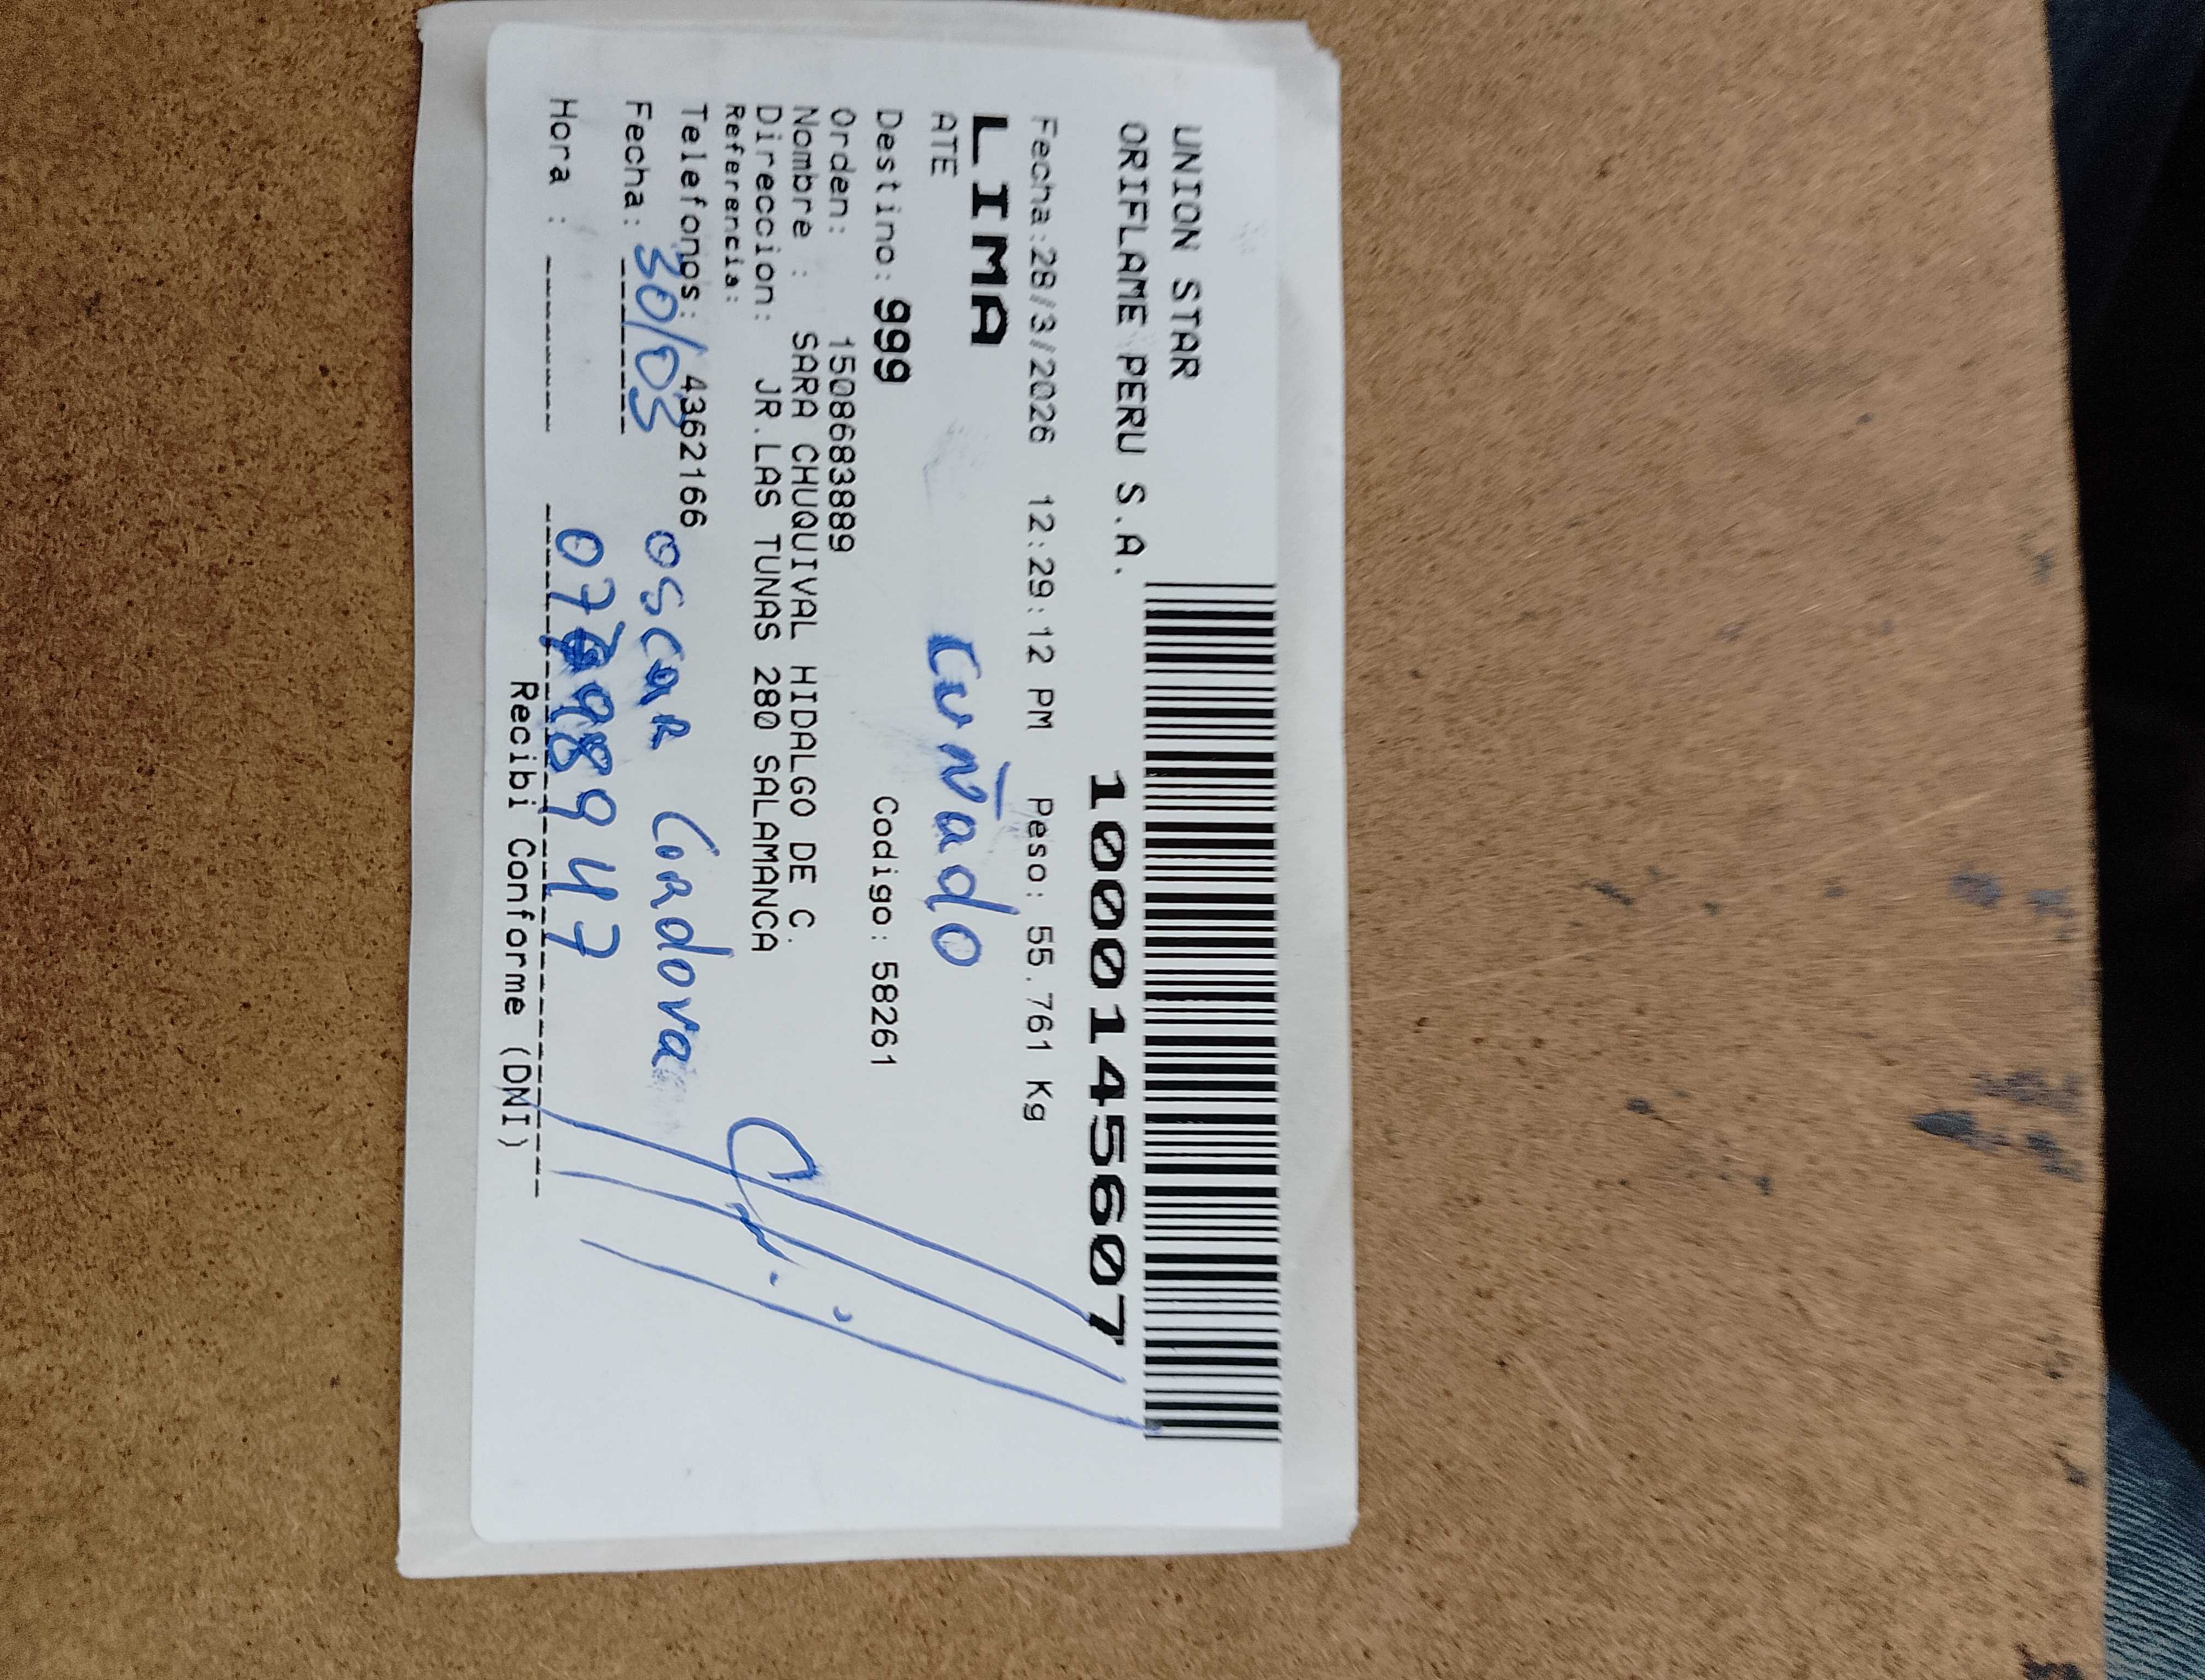 UNION STAR
ORIFLAME PERU S.A.
1000145607
Fecha:28/3/2026 12:29:12 PM Peso: 55.761 Kg
LIMA
ATE
cuñado
Destino: 999 Codigo: 58261
Orden: 1508683889
Nombre : SARA CHUQUIVAL HIDALGO DE C.
Direccion: JR.LAS TUNAS 280 SALAMANCA
Referencia:
Telefonos: 4362166
Fecha: 30/03 oscar Cordova
Hora :
Recibi Conforme (DNI)